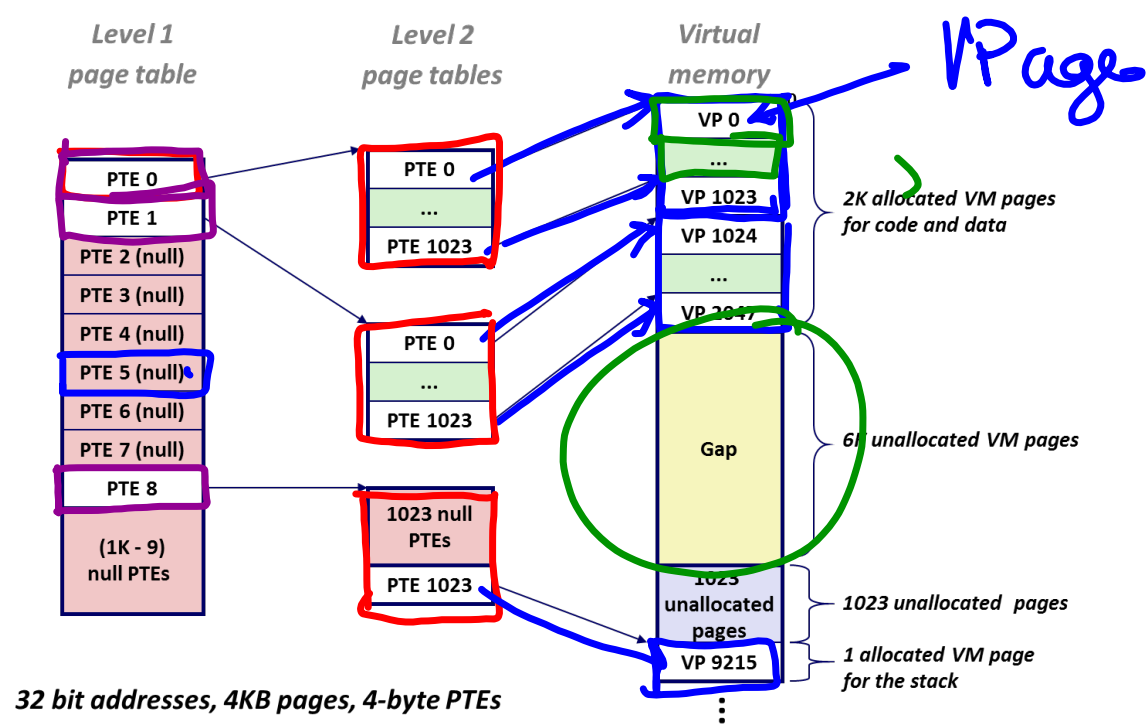 Level 1
page table
Level 2
page tables
Virtual
memory
VPage
PTE 0
PTE 1
PTE 2 (null)
PTE 3 (null)
PTE 4 (null)
PTE 5 (null)
PTE 6 (null)
PTE 7 (null)
PTE 8
(1K - 9)
null PTEs
PTE 0
...
PTE 1023
PTE 0
...
PTE 1023
1023 null
PTEs
PTE 1023
VP 0
...
VP 1023
VP 1024
...
VP 2047
Gap
1023
unallocated
pages
VP 9215
...
2K allocated VM pages
for code and data
6K unallocated VM pages
1023 unallocated pages
1 allocated VM page
for the stack
32 bit addresses, 4KB pages, 4-byte PTEs